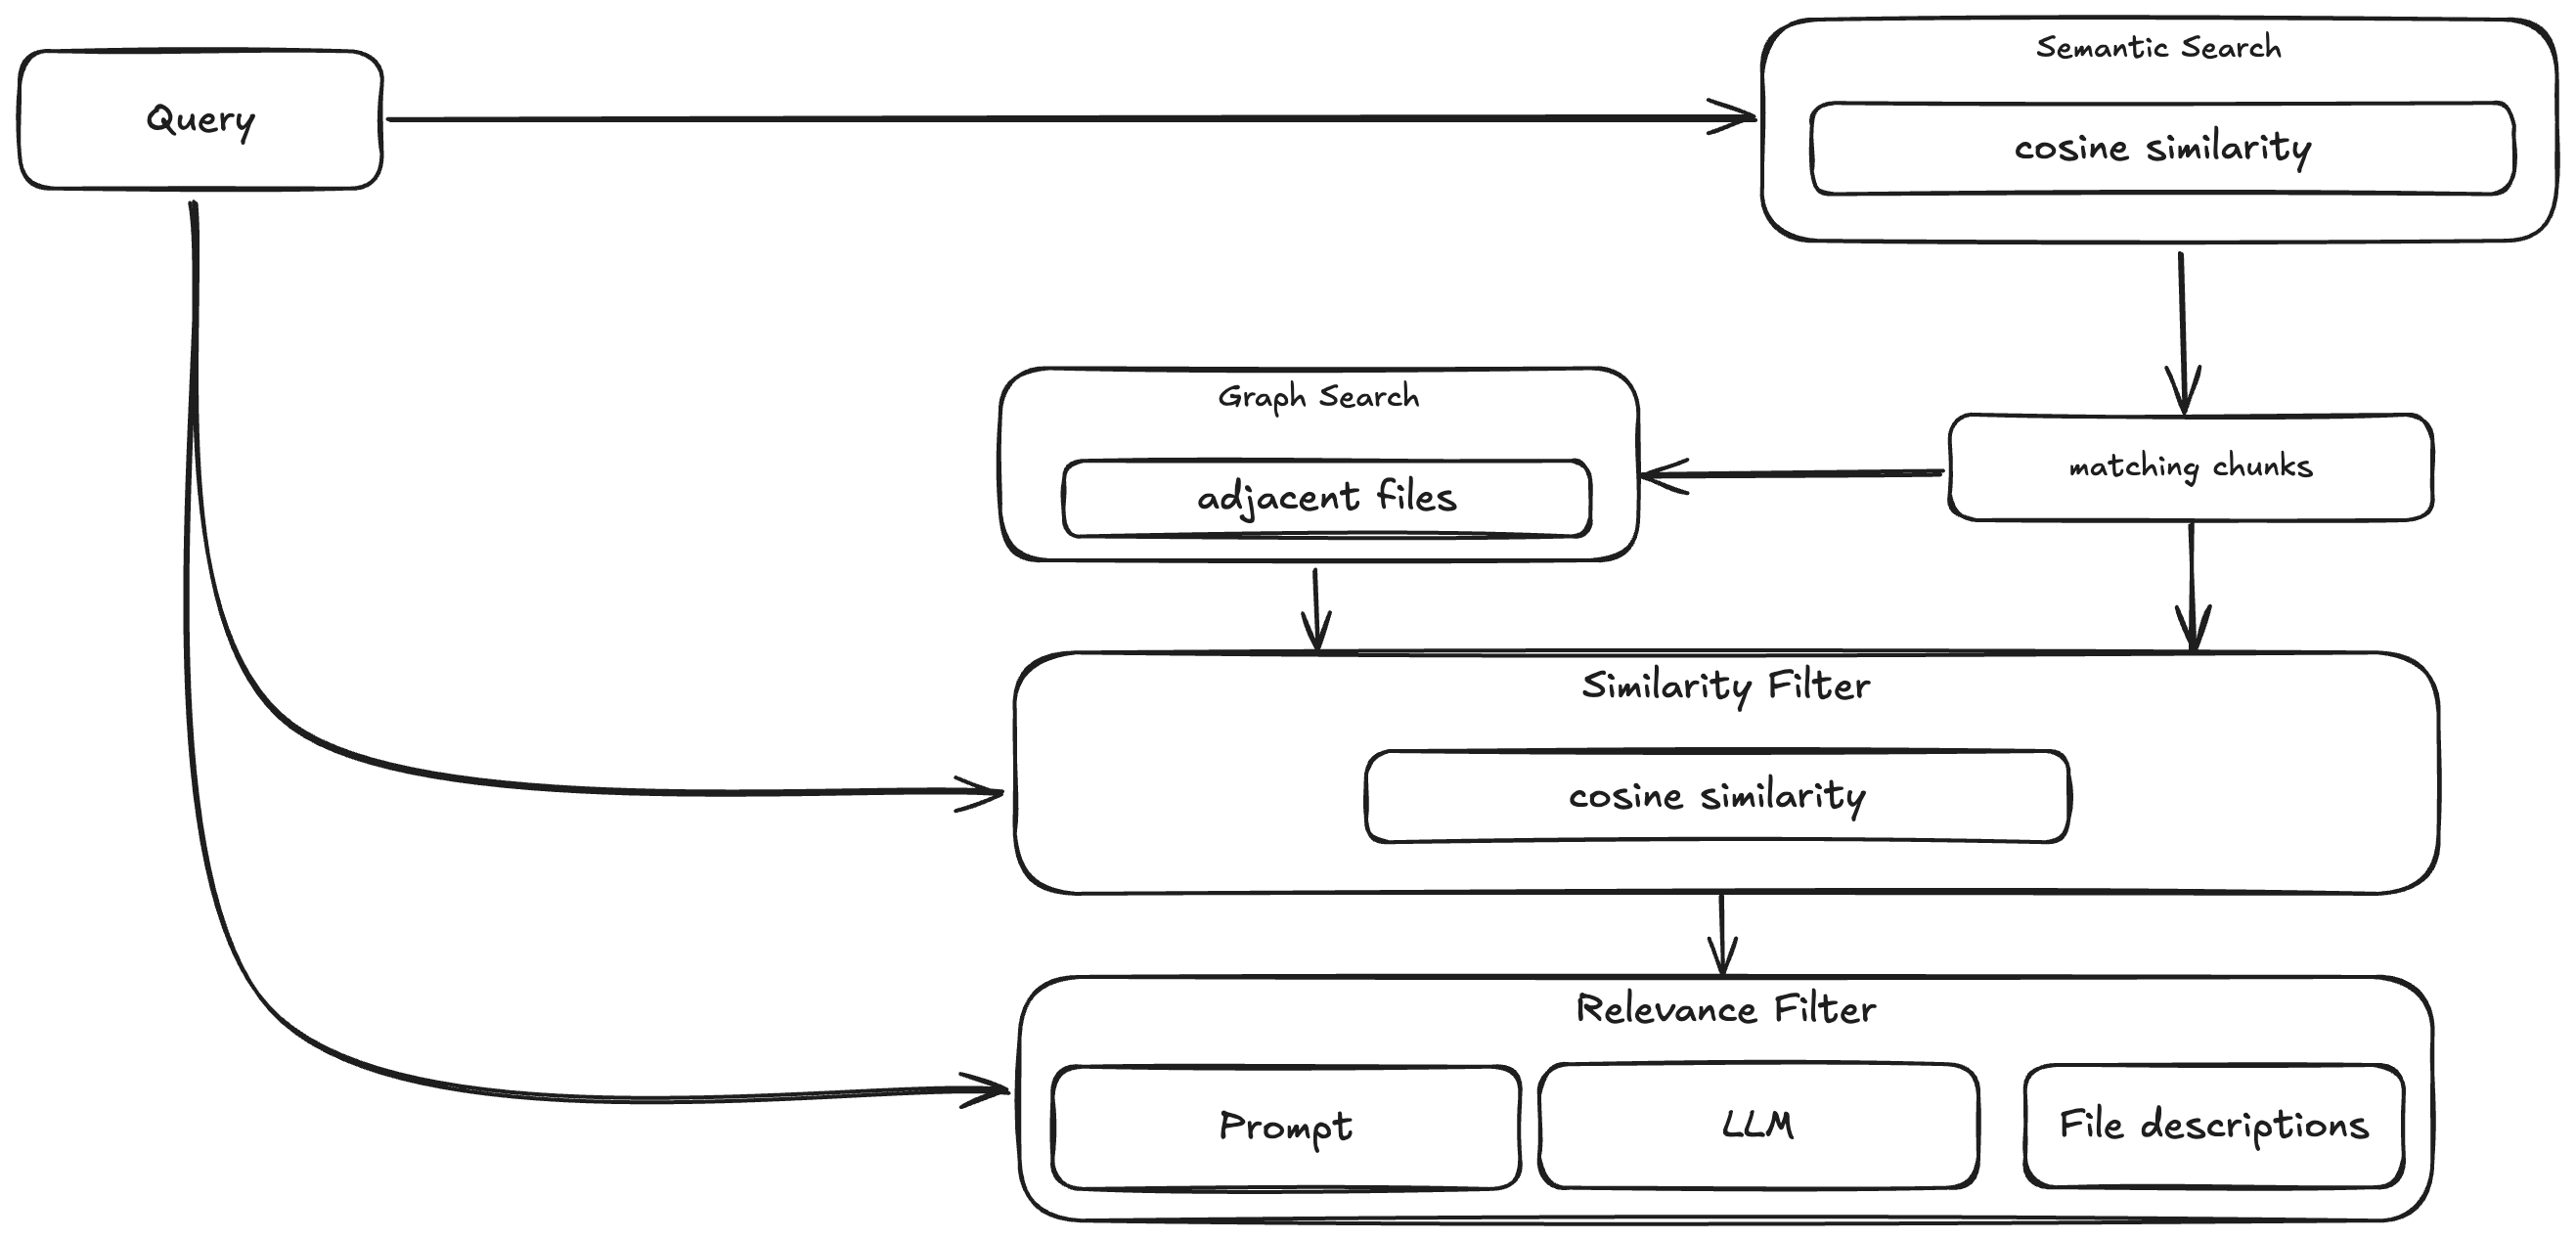 Query
Semantic Search
cosine similarity
Graph Search
adjacent files
matching chunks
Similarity Filter
cosine similarity
Relevance Filter
Prompt
LLM
File descriptions